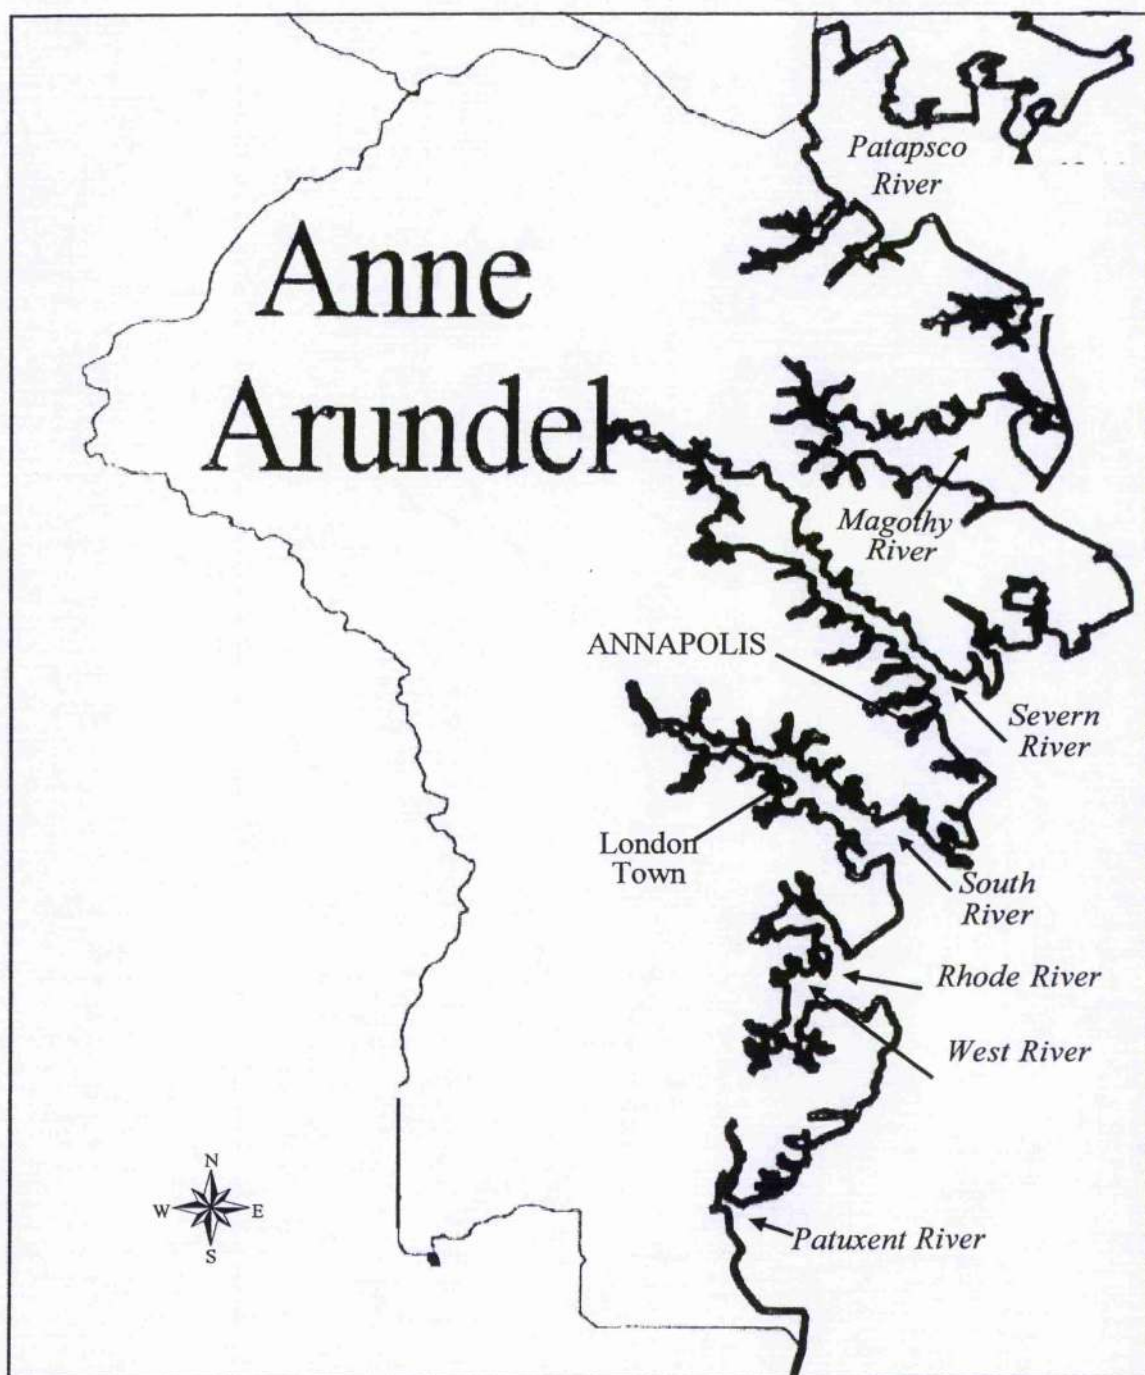 Patapsco
River
Anne
Arundel
Magothy
River
ANNAPOLIS
Severn
River
London
Town
South
River
Rhode River
West River
N
W E
S
Patuxent River